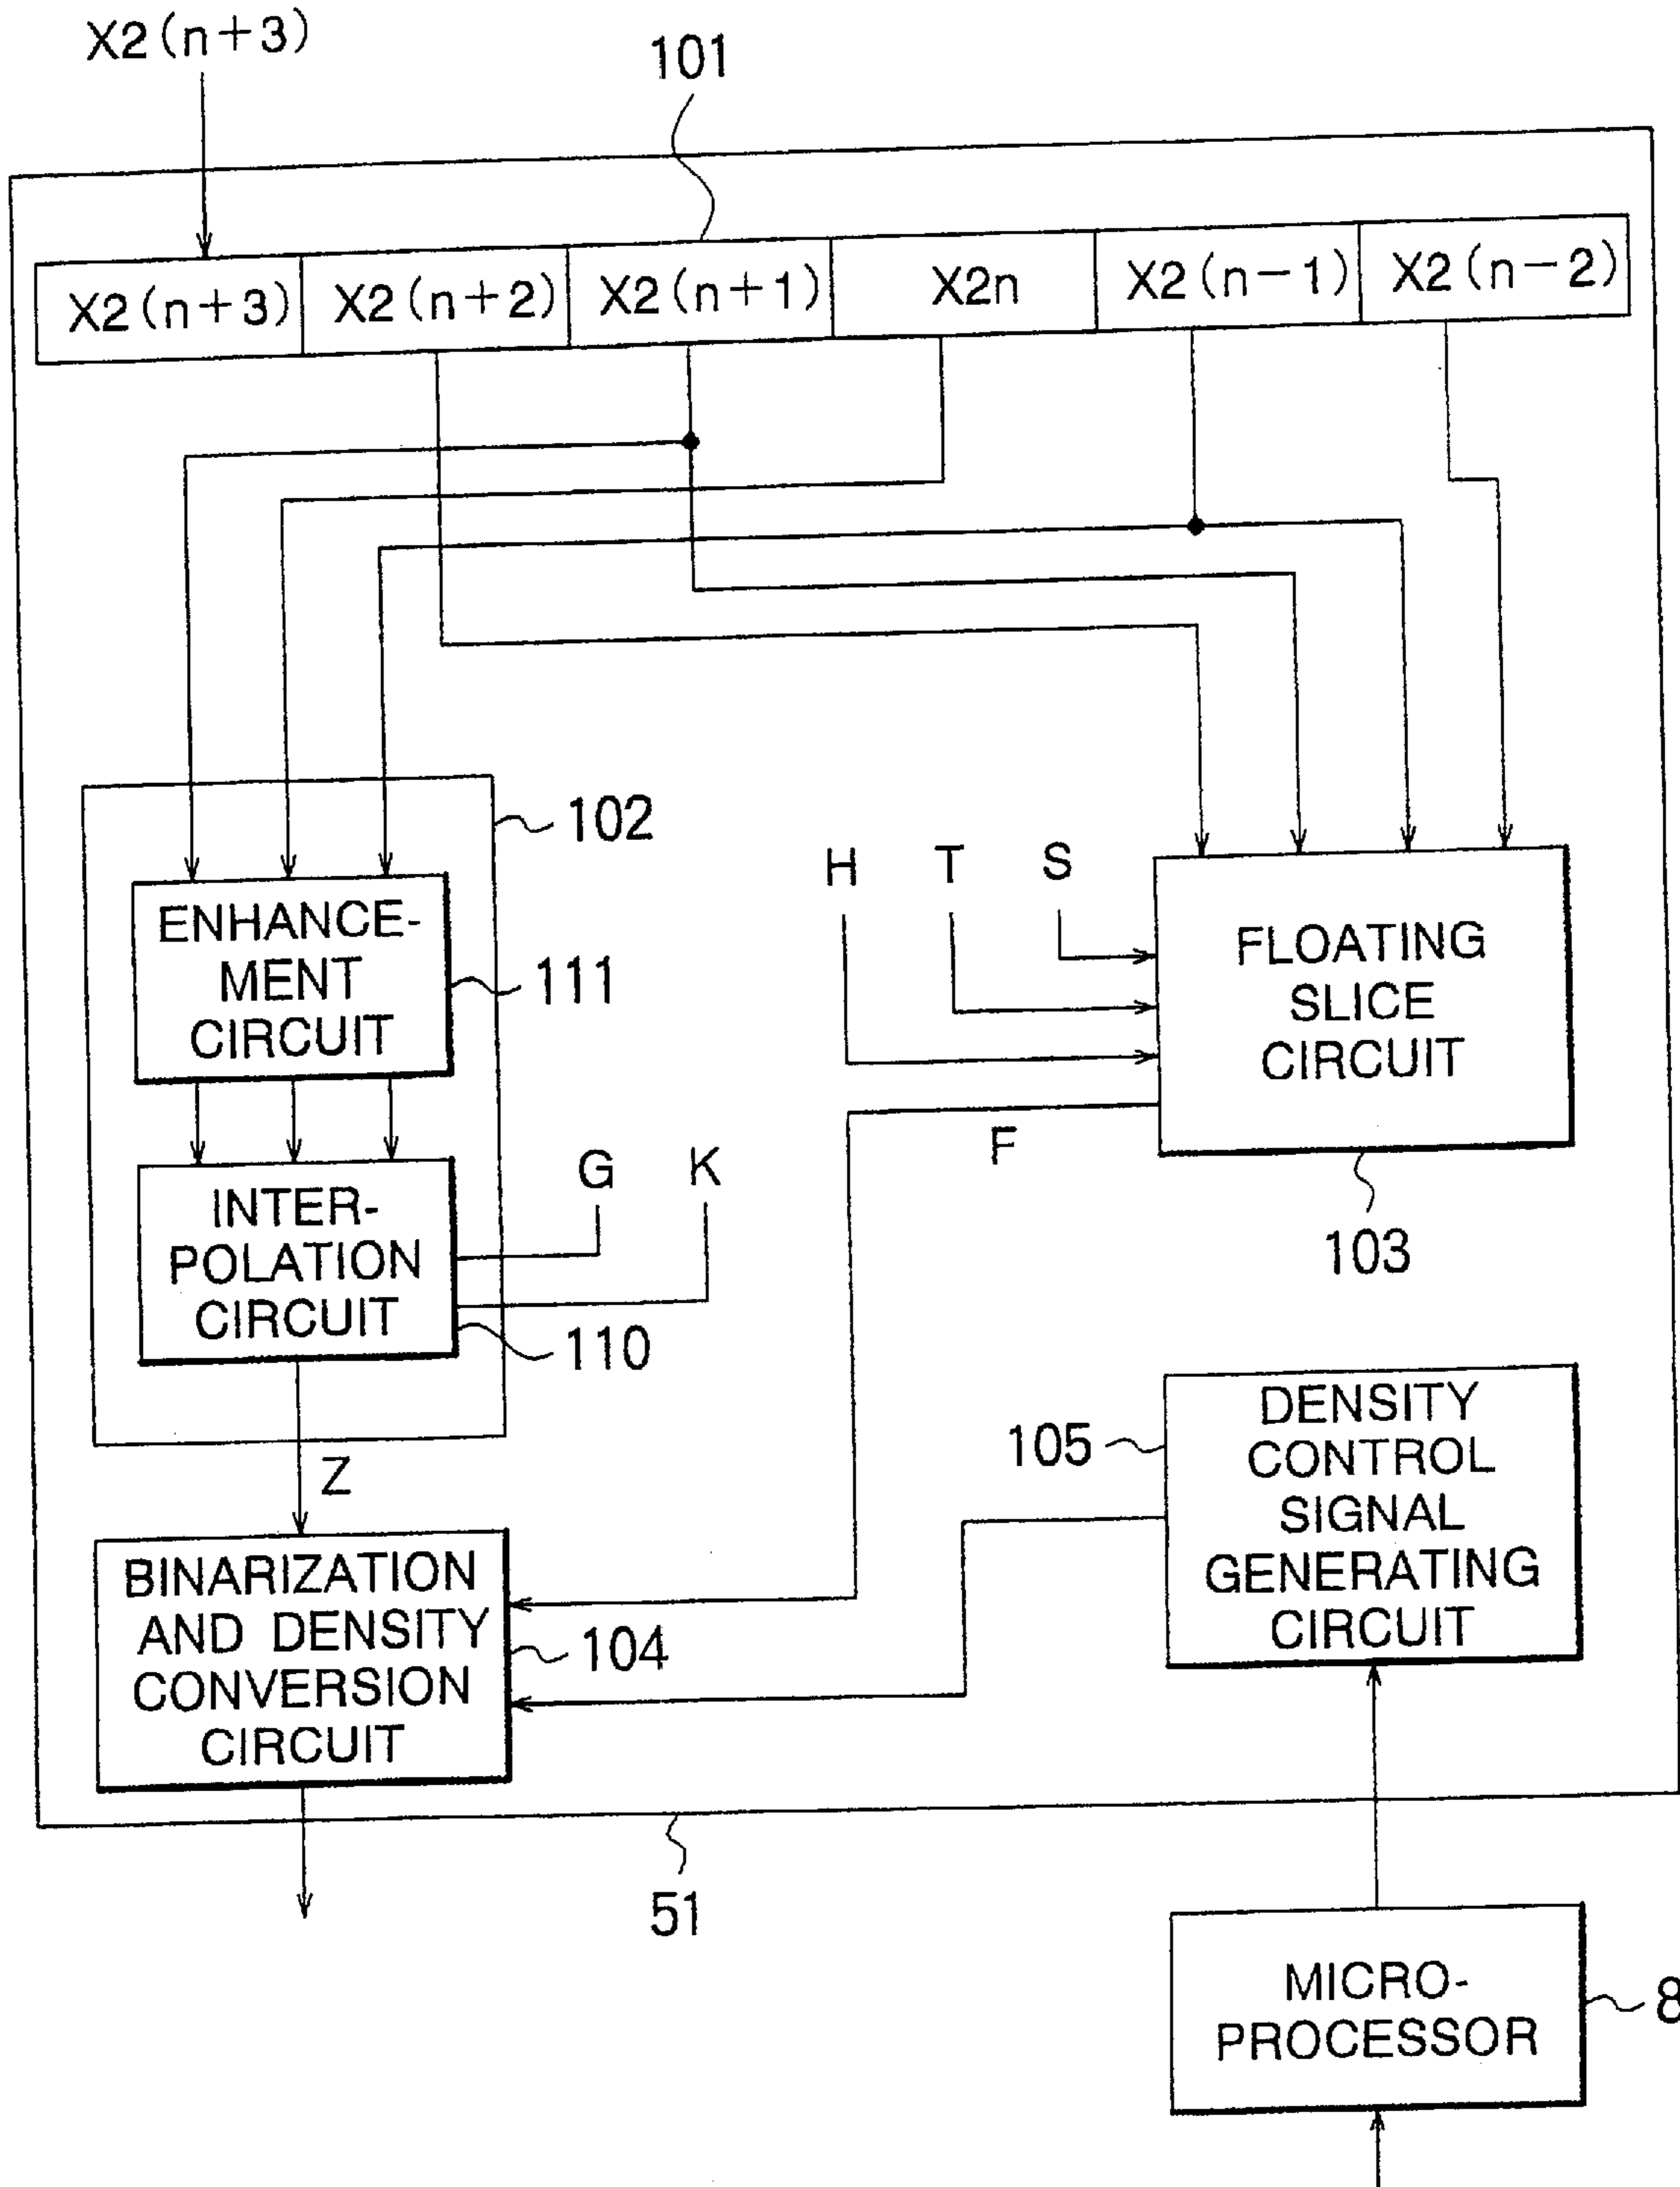 X2(n+3)
101
X2(n+3) X2(n+2) X2(n+1) X2n X2(n-1) X2(n-2)
102
H T S
ENHANCE-
MENT
CIRCUIT
111
FLOATING
SLICE
CIRCUIT
F
103
G K
INTER-
POLATION
CIRCUIT
110
Z
105
DENSITY
CONTROL
SIGNAL
GENERATING
CIRCUIT
BINARIZATION
AND DENSITY
CONVERSION
CIRCUIT
104
51
MICRO-
PROCESSOR
8